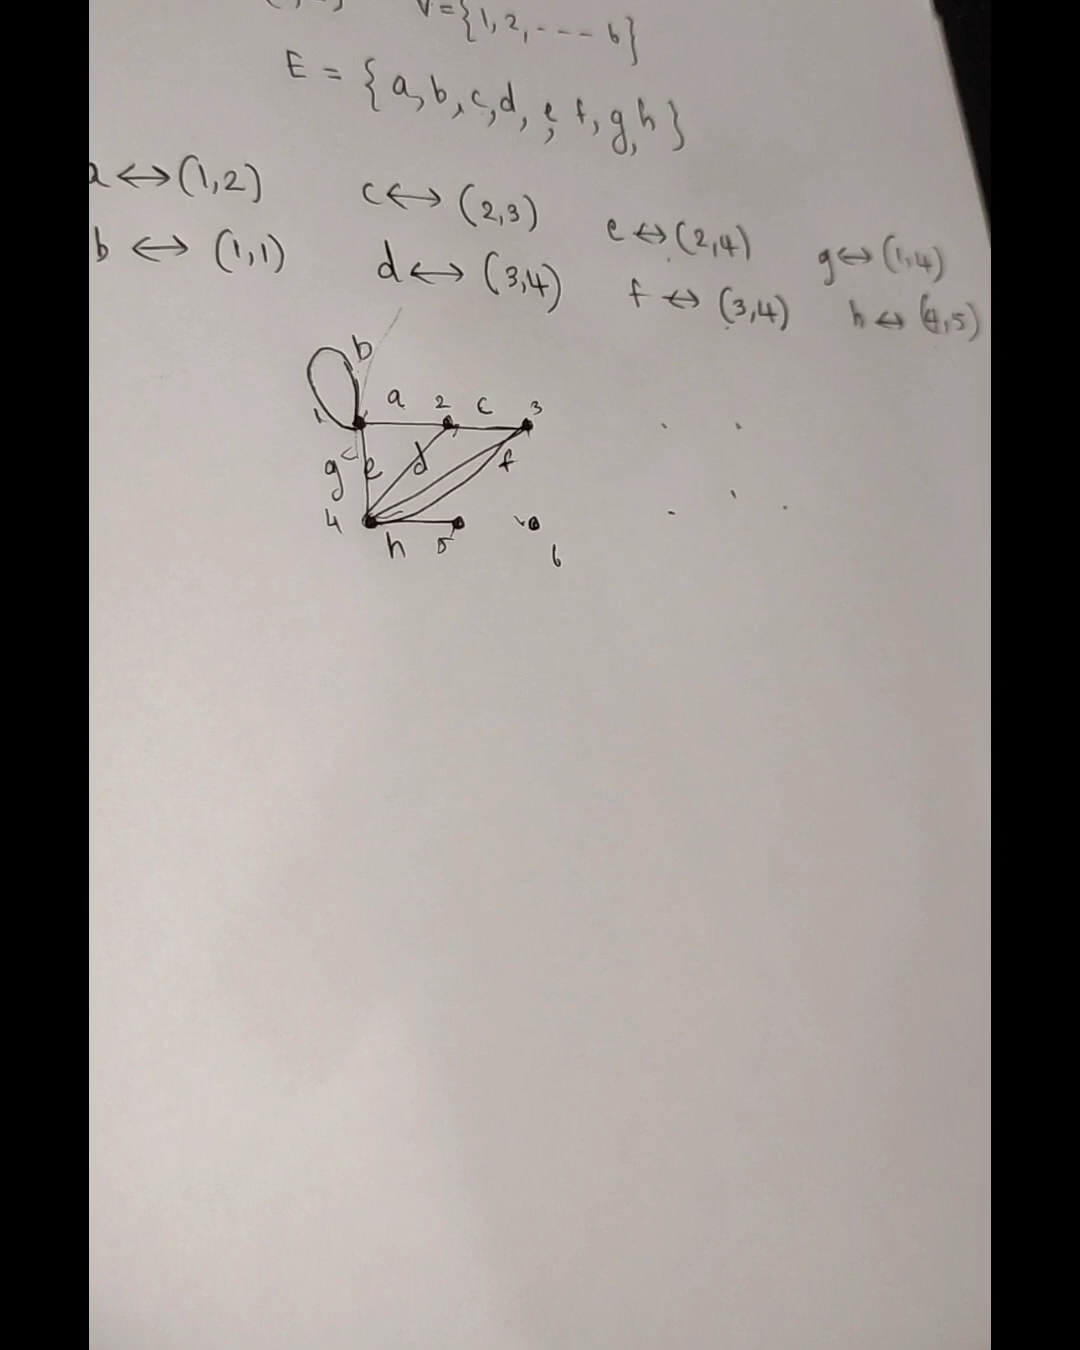 V = {1, 2, ---- 6}
E = {a, b, c, d, e, f, g, h}
a ↔ (1,2) c ↔ (2,3) e ↔ (2,4) g ↔ (1,4)
b ↔ (1,1) d ↔ (3,4) f ↔ (3,4) h ↔ (4,5)
b
a 2 c 3
1
g e d f
4 h 5 6